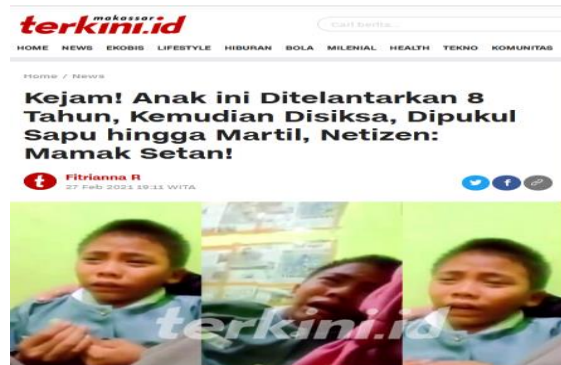 makassar
terkini.id
Cari berita...
HOME NEWS EKOBIS LIFESTYLE HIBURAN BOLA MILENIAL HEALTH TEKNO KOMUNITAS
Home / News
Kejam! Anak ini Ditelantarkan 8
Tahun, Kemudian Disiksa, Dipukul
Sapu hingga Martil, Netizen:
Mamak Setan!
t
Fitrianna R
27 Feb 2021 19:11 WITA
terkini.id